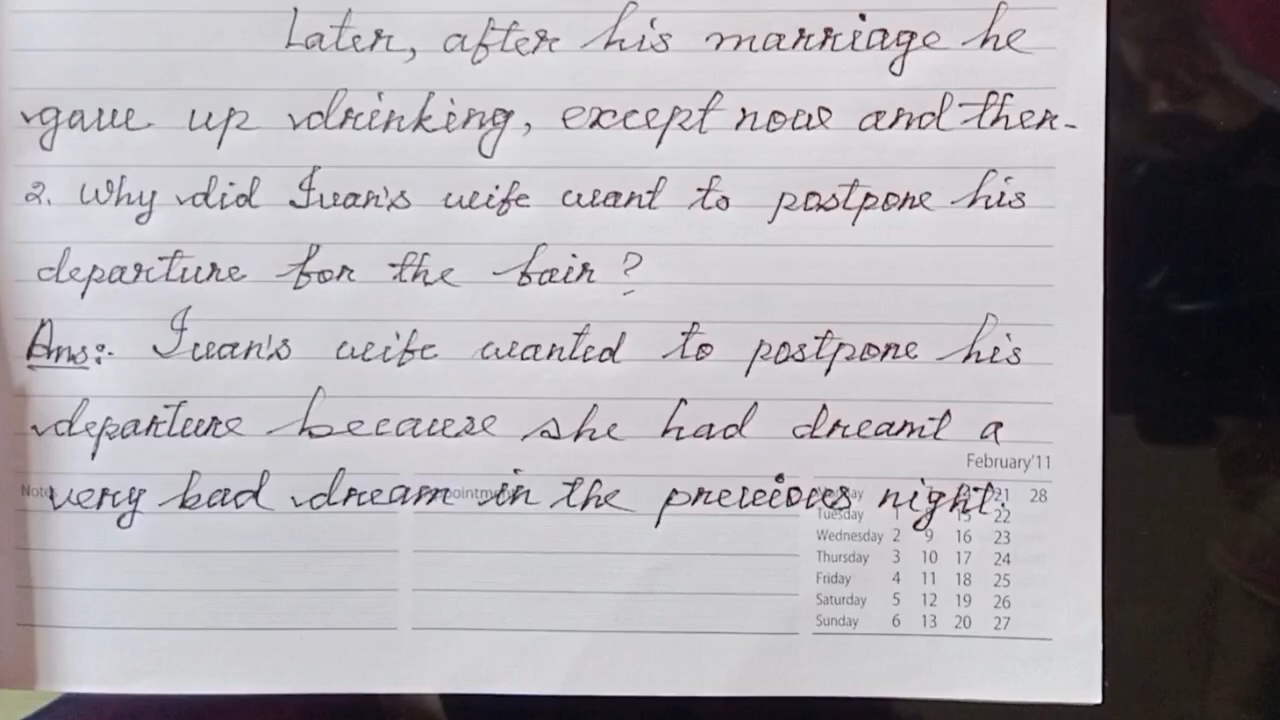 Later, after his marriage he
gave up drinking, except now and then.
2. Why did Ivan's wife want to postpone his
departure for the fair?
Ans:- Ivan's wife wanted to postpone his
departure because she had dreamt a
February'11
very bad dream in the previous night.
21 28
Tuesday 1 15 22
Wednesday 2 9 16 23
Thursday 3 10 17 24
Friday 4 11 18 25
Saturday 5 12 19 26
Sunday 6 13 20 27